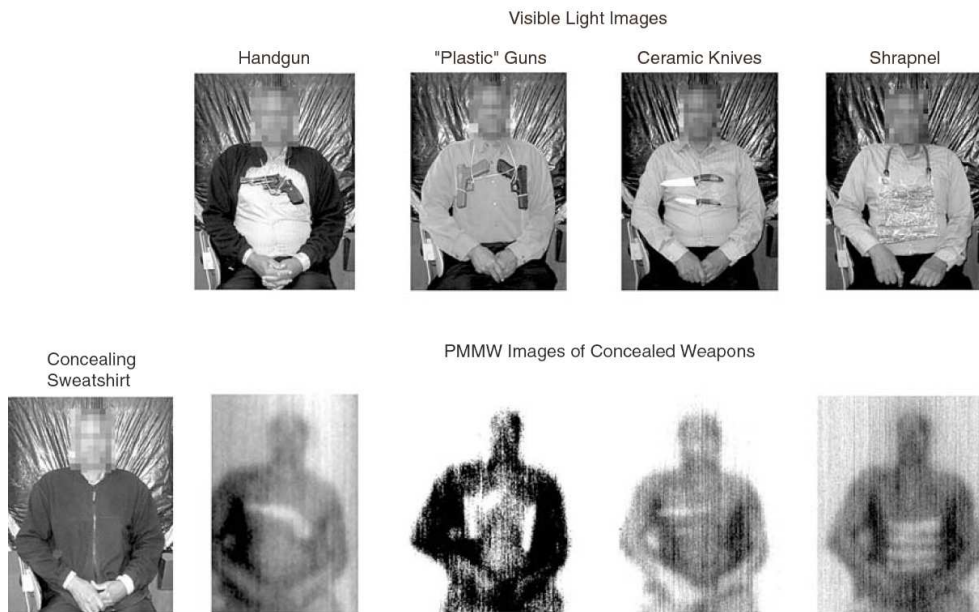 Visible Light Images
Handgun
"Plastic" Guns
Ceramic Knives
Shrapnel
PMMW Images of Concealed Weapons
Concealing
Sweatshirt